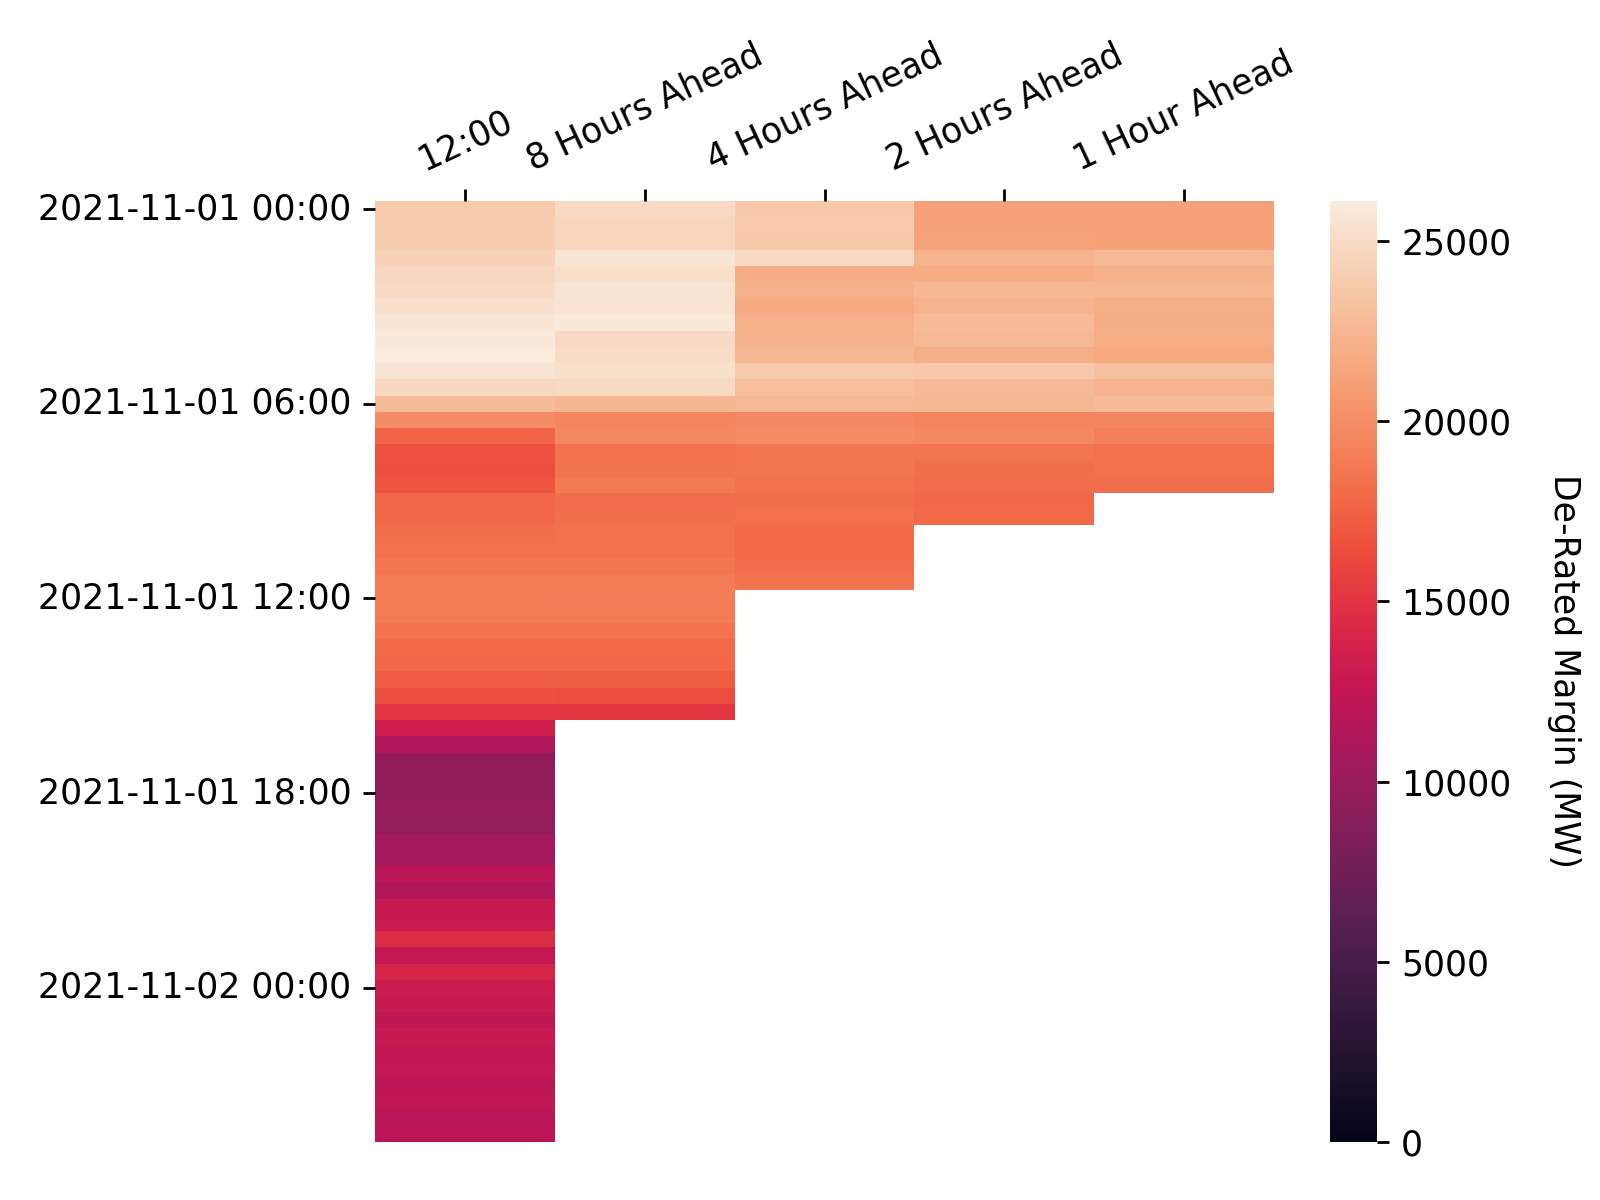 12:00
8 Hours Ahead
4 Hours Ahead
2 Hours Ahead
1 Hour Ahead
2021-11-01 00:00
2021-11-01 06:00
2021-11-01 12:00
2021-11-01 18:00
2021-11-02 00:00
25000
20000
15000
10000
5000
0
De-Rated Margin (MW)